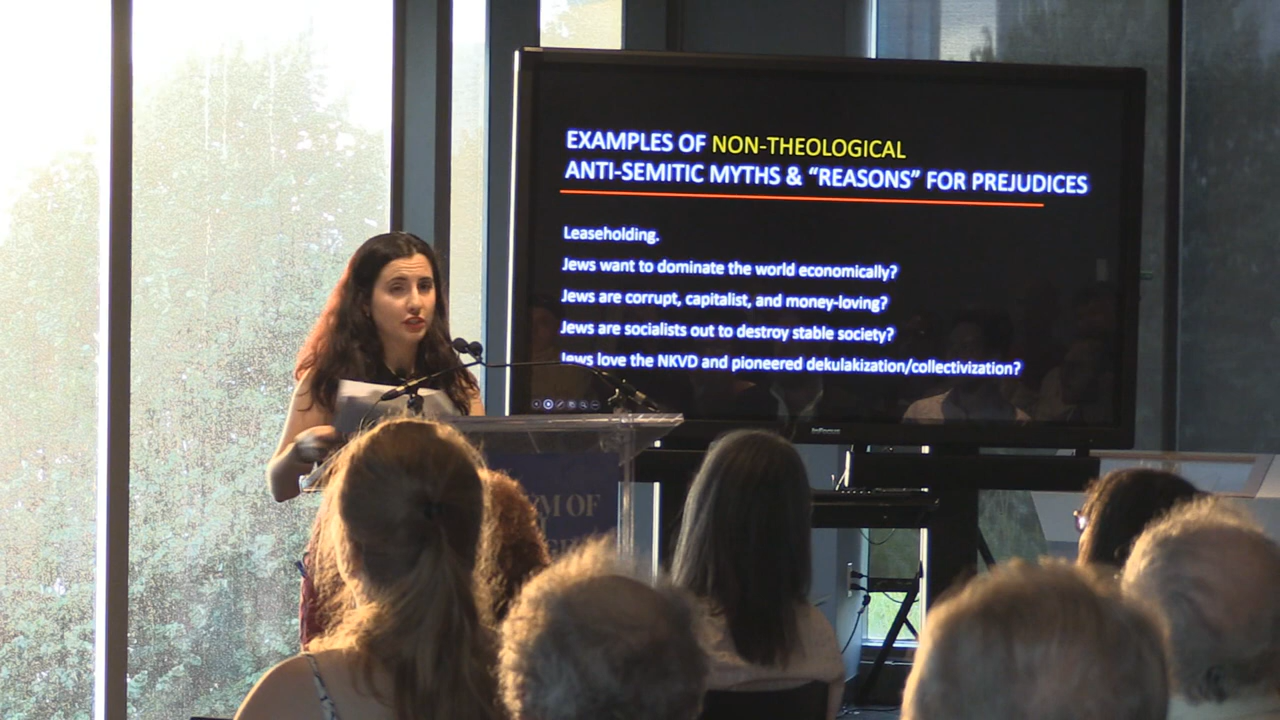 EXAMPLES OF NON-THEOLOGICAL
ANTI-SEMITIC MYTHS & “REASONS” FOR PREJUDICES
Leaseholding.
Jews want to dominate the world economically?
Jews are corrupt, capitalist, and money-loving?
Jews are socialists out to destroy stable society?
Jews love the NKVD and pioneered dekulakization/collectivization?
InFocus
OF